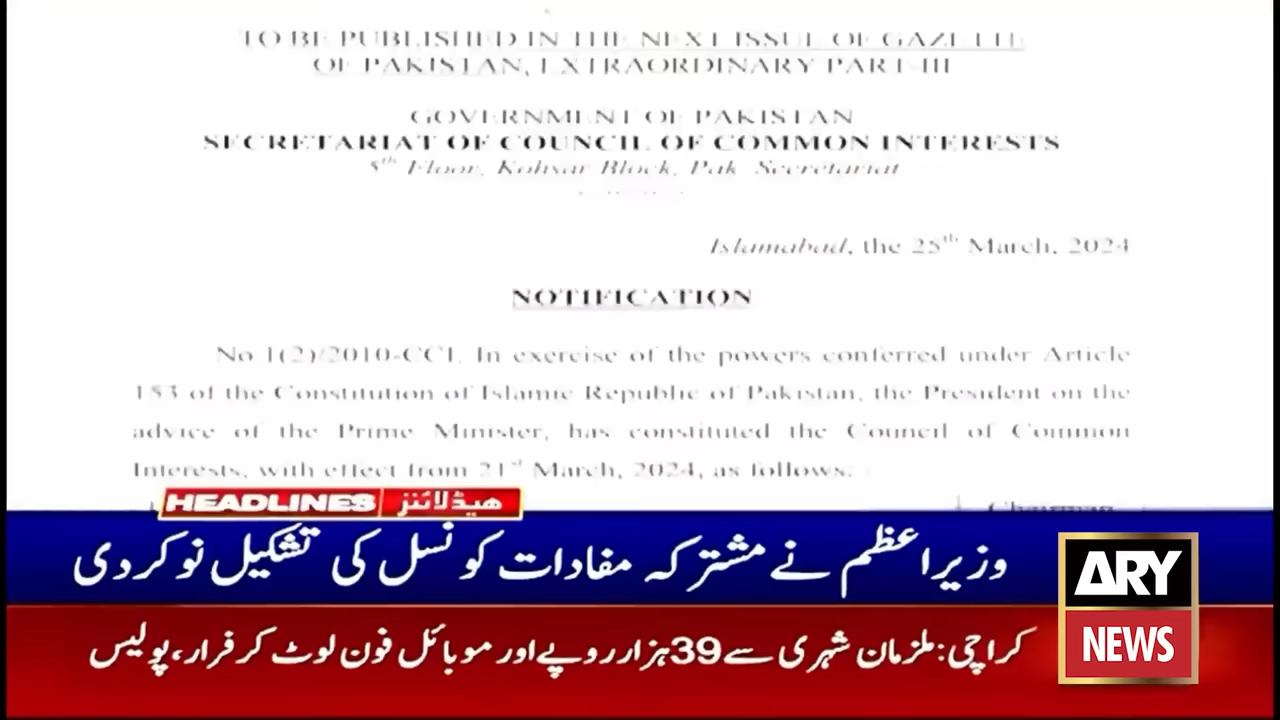 TO BE PUBLISHED IN THE NEXT ISSUE OF GAZETTE
OF PAKISTAN, EXTRAORDINARY PART-III
GOVERNMENT OF PAKISTAN
SECRETARIAT OF COUNCIL OF COMMON INTERESTS
5th Floor, Kohsar Block, Pak. Secretariat
Islamabad, the 25th March, 2024
NOTIFICATION
No 1(2)/2010-CCI. In exercise of the powers conferred under Article
153 of the Constitution of Islamic Republic of Pakistan, the President on the
advice of the Prime Minister, has constituted the Council of Common
Interests, with effect from 21st March, 2024, as follows:
Chairman
HEADLINES هیڈلائنز
وزیراعظم نے مشترکہ مفادات کونسل کی تشکیل نو کردی
کراچی: ملزمان شہری سے 39 ہزار روپے اور موبائل فون لوٹ کر فرار، پولیس
ARY
NEWS